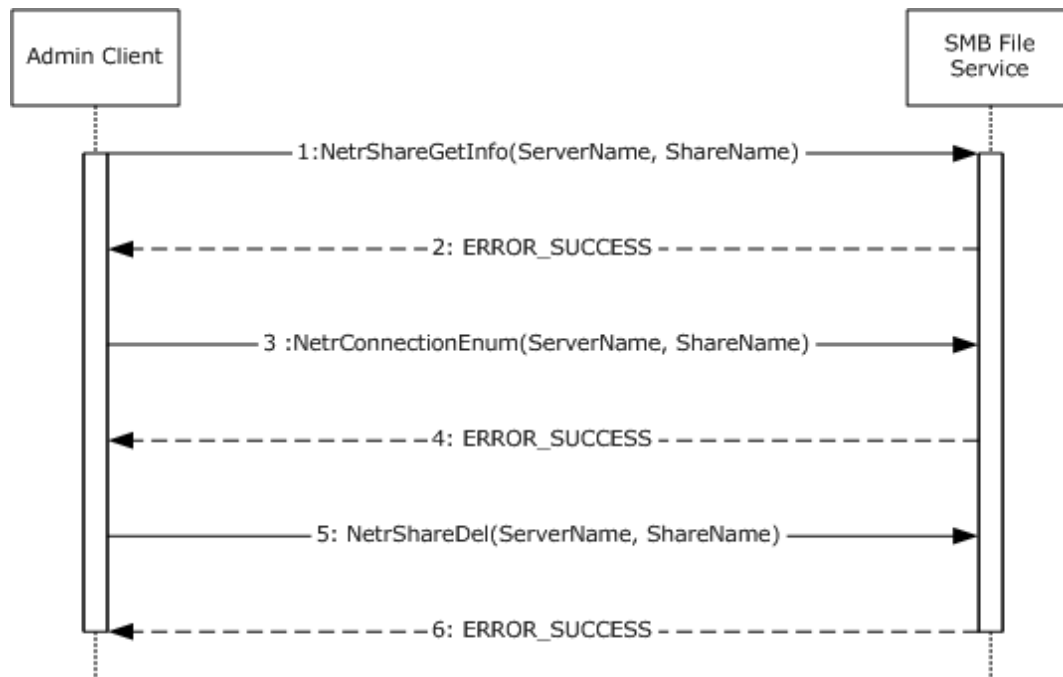 Admin Client
SMB File
Service
1:NetrShareGetInfo(ServerName, ShareName)
2: ERROR_SUCCESS
3 :NetrConnectionEnum(ServerName, ShareName)
4: ERROR_SUCCESS
5: NetrShareDel(ServerName, ShareName)
6: ERROR_SUCCESS